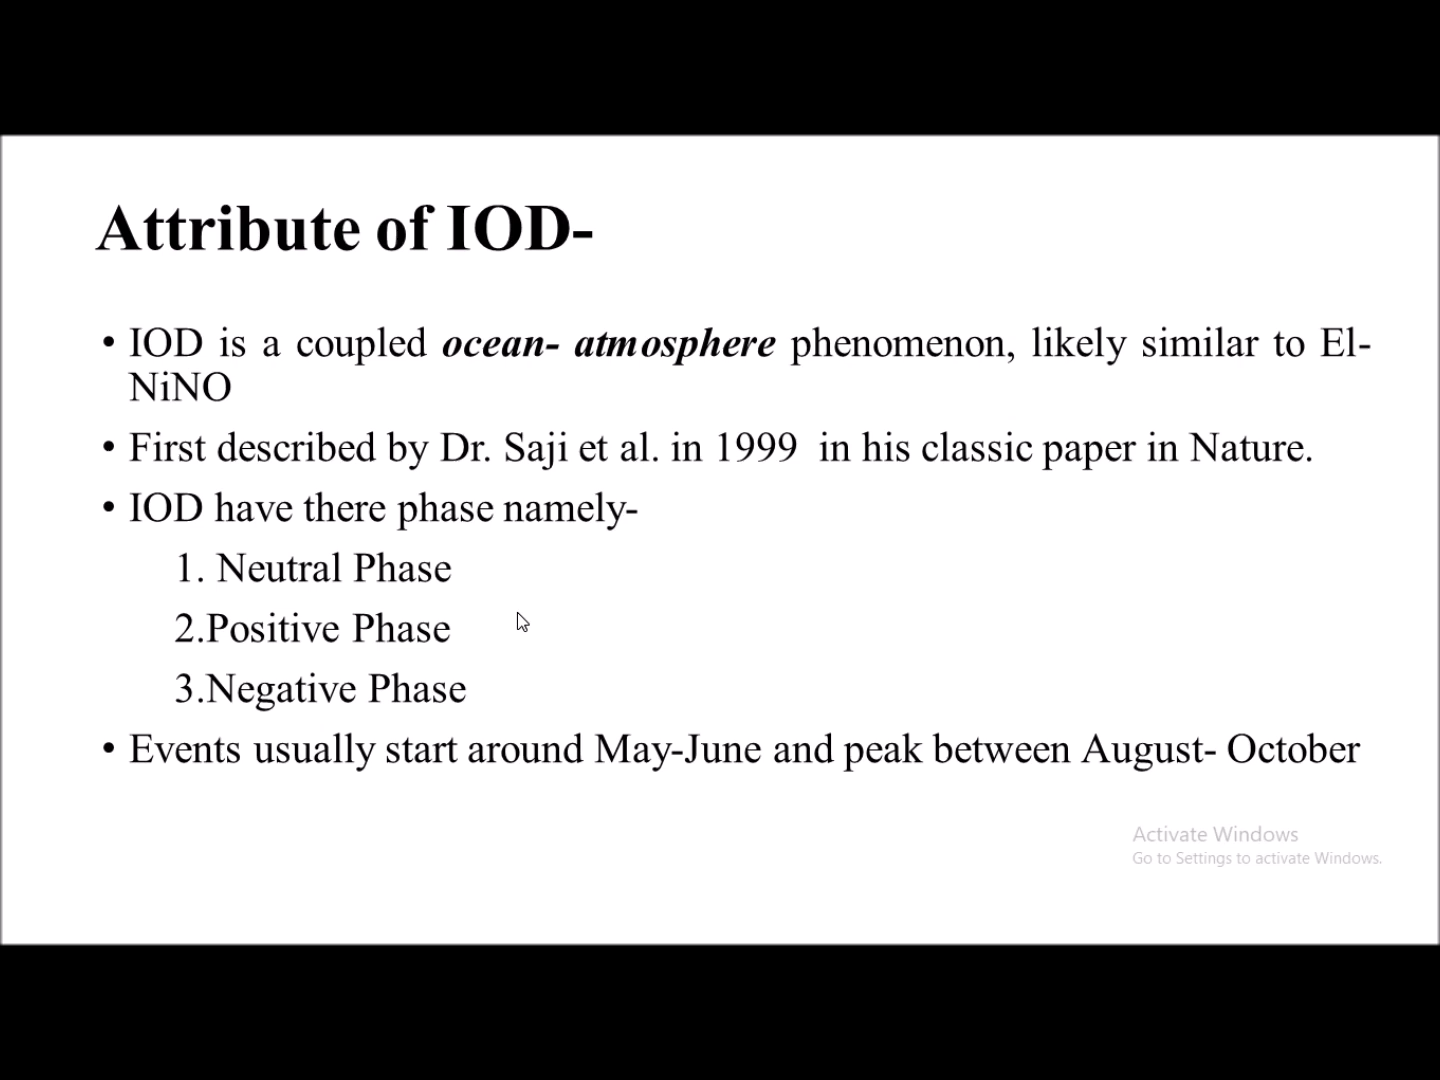 Attribute of IOD-
• IOD is a coupled ocean- atmosphere phenomenon, likely similar to El-
NiNO
• First described by Dr. Saji et al. in 1999  in his classic paper in Nature.
• IOD have there phase namely-
1. Neutral Phase
2.Positive Phase
3.Negative Phase
• Events usually start around May-June and peak between August- October
Activate Windows
Go to Settings to activate Windows.